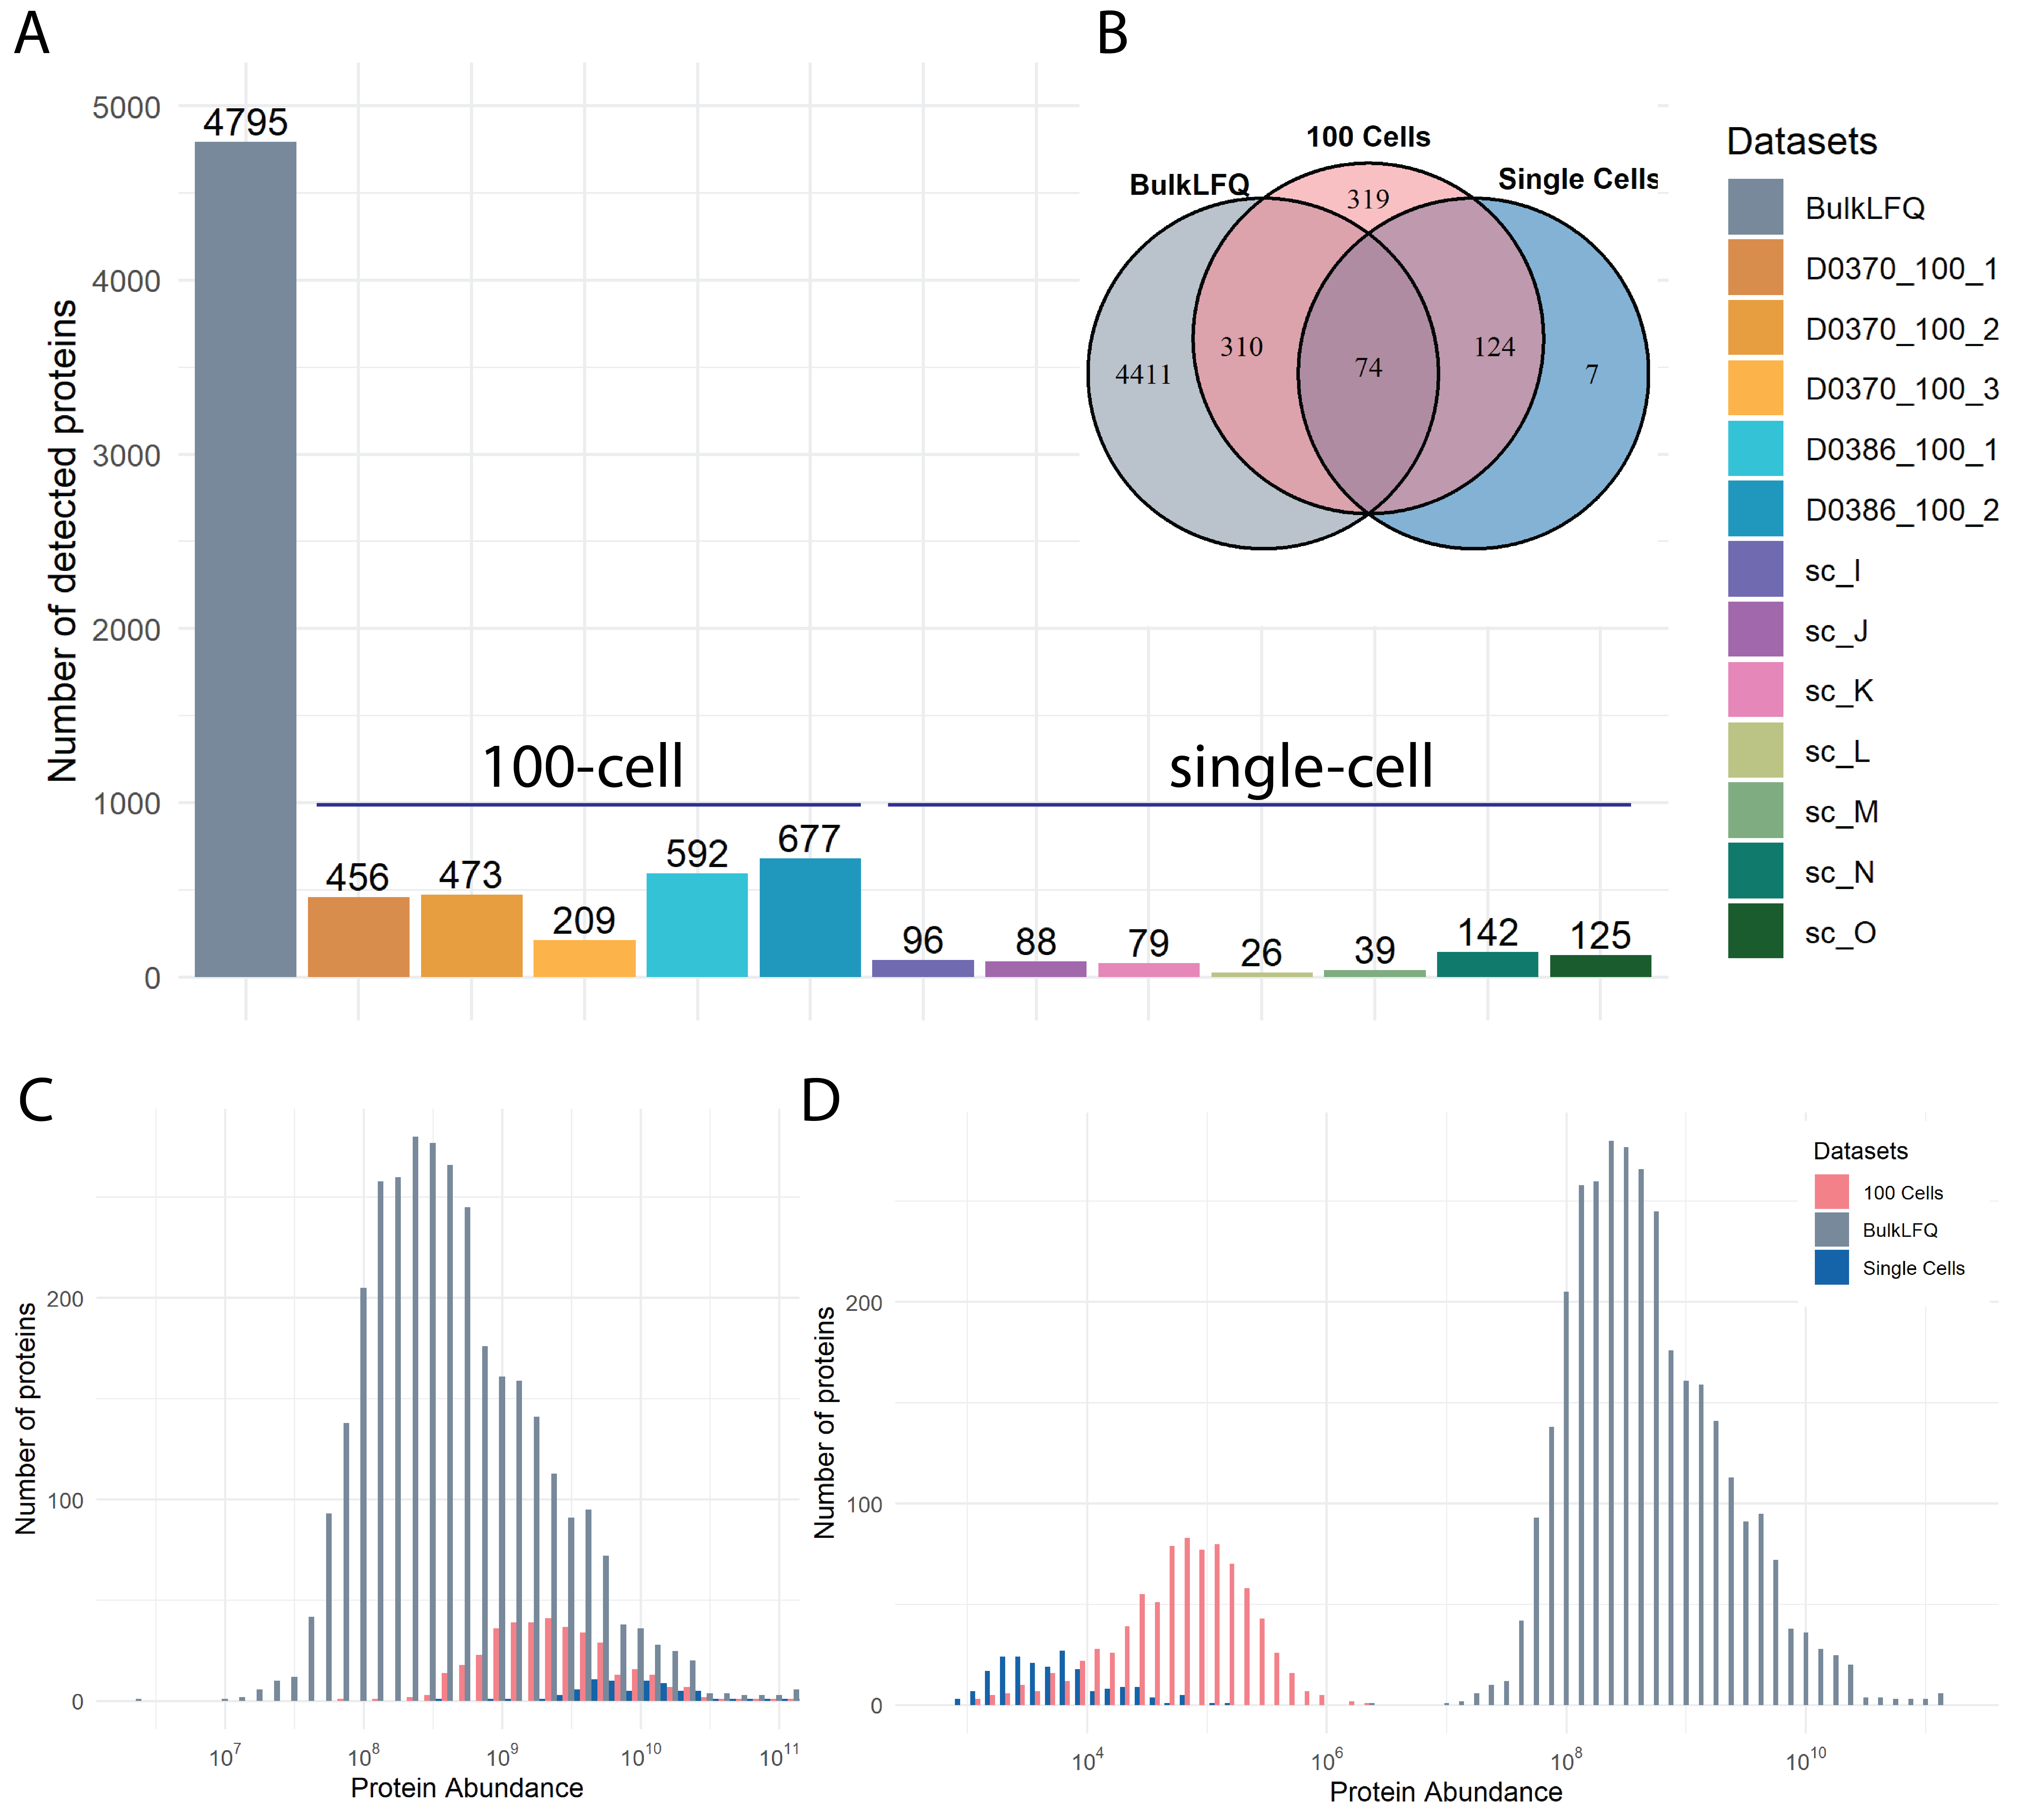 A
B
5000
4000
3000
2000
1000
0
Number of detected proteins
4795
456
473
209
592
677
96
88
79
26
39
142
125
100-cell
single-cell
100 Cells
BulkLFQ
Single Cells
319
310
124
4411
74
7
Datasets
BulkLFQ
D0370_100_1
D0370_100_2
D0370_100_3
D0386_100_1
D0386_100_2
sc_I
sc_J
sc_K
sc_L
sc_M
sc_N
sc_O
C
Number of proteins
200
100
0
10^7
10^8
10^9
10^10
10^11
Protein Abundance
D
Number of proteins
200
100
0
10^4
10^6
10^8
10^10
Protein Abundance
Datasets
100 Cells
BulkLFQ
Single Cells